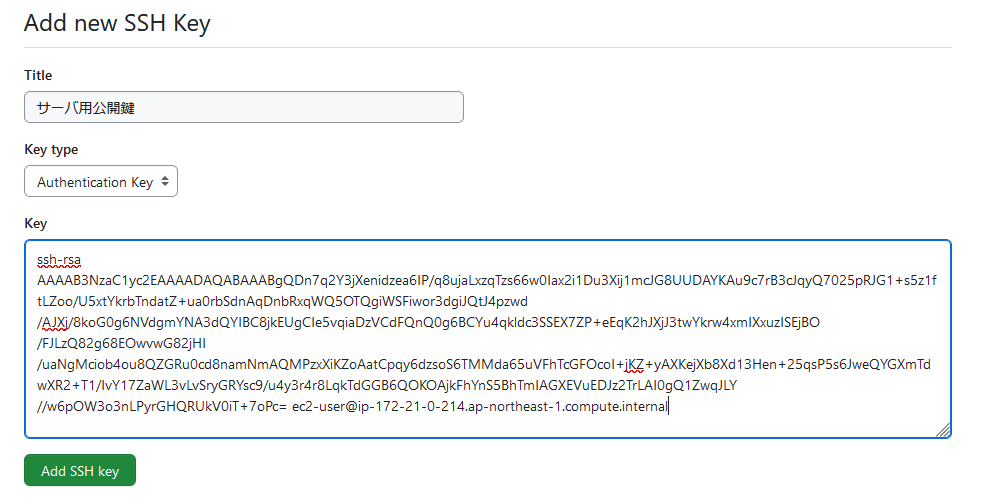 Add new SSH Key
Title
サーバ用公開鍵
Key type
Authentication Key
Key
ssh-rsa
AAAAB3NzaC1yc2EAAAADAQABAAABgQDn7q2Y3jXenidzea6IP/q8ujaLxzqTzs66w0Iax2i1Du3Xij1mcJG8UUDAYKAu9c7rB3cJqyQ7025pRJG1+s5z1f
tLZoo/U5xtYkrbTndatZ+ua0rbSdnAqDnbRxqWQ5OTQgiWSFiwor3dgiJQtJ4pzwd
/AJXj/8koG0g6NVdgmYNA3dQYIBC8jkEUgCIe5vqiaDzVCdFQnQ0g6BCYu4qkldc3SSEX7ZP+eEqK2hJXjJ3twYkrw4xmIXxuzISEjBO
/FJLzQ82g68EOwvwG82jHI
/uaNgMciob4ou8QZGRu0cd8namNmAQMPzxXiKZoAatCpqy6dzsoS6TMMda65uVFhTcGFOcoI+jKZ+yAXKejXb8Xd13Hen+25qsP5s6JweQYGXmTd
wXR2+T1/IvY17ZaWL3vLvSryGRYsc9/u4y3r4r8LqkTdGGB6QOKOAjkFhYnS5BhTmIAGXEVuEDJz2TrLAI0gQ1ZwqJLY
//w6pOW3o3nLPyrGHQRUkV0iT+7oPc= ec2-user@ip-172-21-0-214.ap-northeast-1.compute.internal
Add SSH key